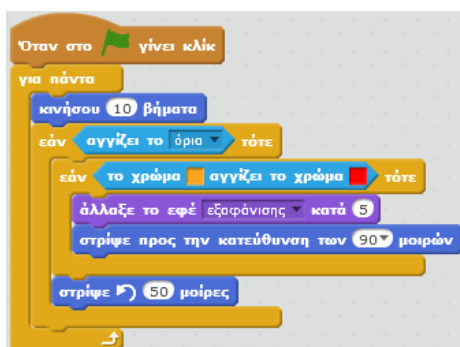 Όταν στο γίνει κλίκ
για πάντα
κινήσου 10 βήματα
εάν αγγίζει το όρια τότε
εάν το χρώμα αγγίζει το χρώμα τότε
άλλαξε το εφέ εξαφάνισης κατά 5
στρίψε προς την κατεύθυνση των 90 μοιρών
στρίψε 50 μοίρες